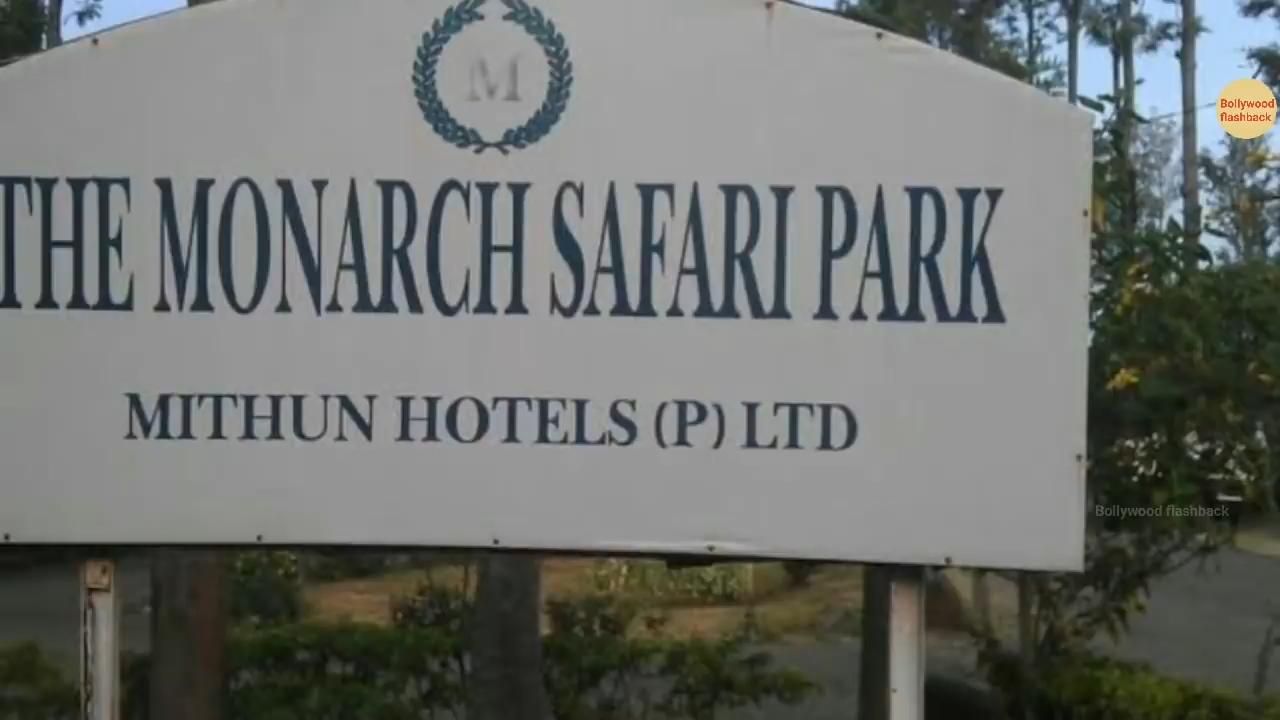 M
THE MONARCH SAFARI PARK
MITHUN HOTELS (P) LTD
Bollywood
flashback
Bollywood flashback